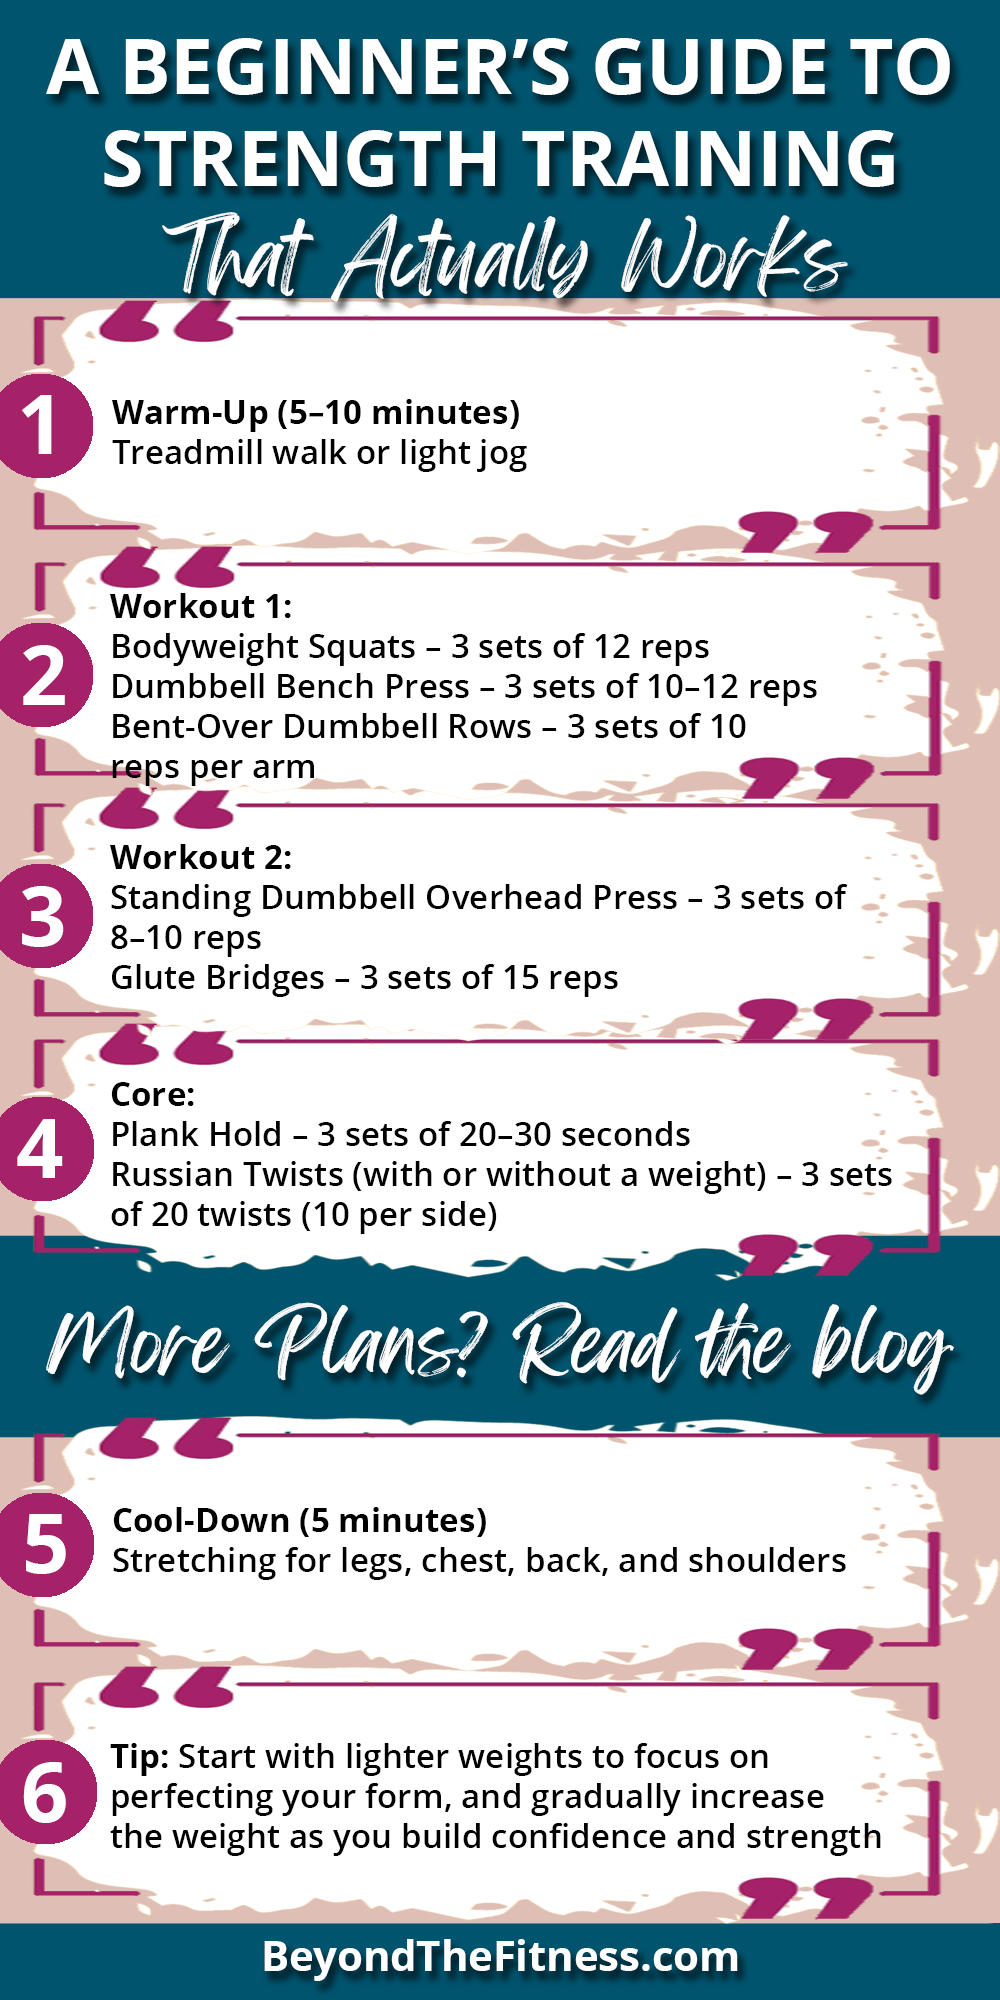 A BEGINNER’S GUIDE TO
STRENGTH TRAINING
That Actually Works
1
Warm-Up (5–10 minutes)
Treadmill walk or light jog
2
Workout 1:
Bodyweight Squats – 3 sets of 12 reps
Dumbbell Bench Press – 3 sets of 10–12 reps
Bent-Over Dumbbell Rows – 3 sets of 10
reps per arm
3
Workout 2:
Standing Dumbbell Overhead Press – 3 sets of
8–10 reps
Glute Bridges – 3 sets of 15 reps
4
Core:
Plank Hold – 3 sets of 20–30 seconds
Russian Twists (with or without a weight) – 3 sets
of 20 twists (10 per side)
More Plans? Read the blog
5
Cool-Down (5 minutes)
Stretching for legs, chest, back, and shoulders
6
Tip: Start with lighter weights to focus on
perfecting your form, and gradually increase
the weight as you build confidence and strength
BeyondTheFitness.com